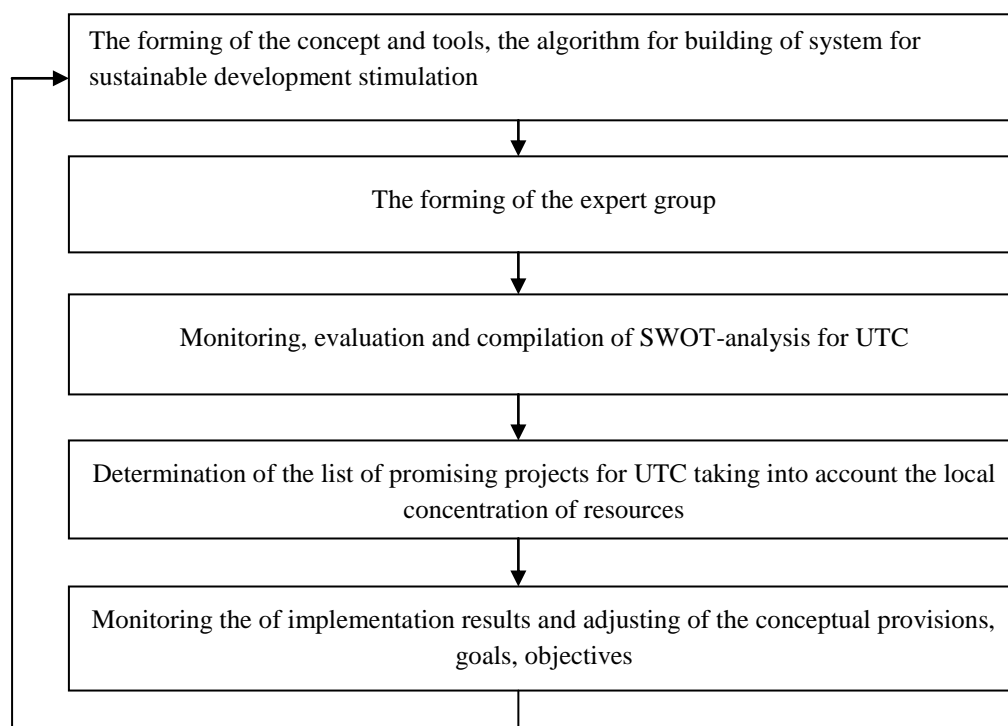 The forming of the concept and tools, the algorithm for building of system for
sustainable development stimulation
The forming of the expert group
Monitoring, evaluation and compilation of SWOT-analysis for UTC
Determination of the list of promising projects for UTC taking into account the local
concentration of resources
Monitoring the of implementation results and adjusting of the conceptual provisions,
goals, objectives